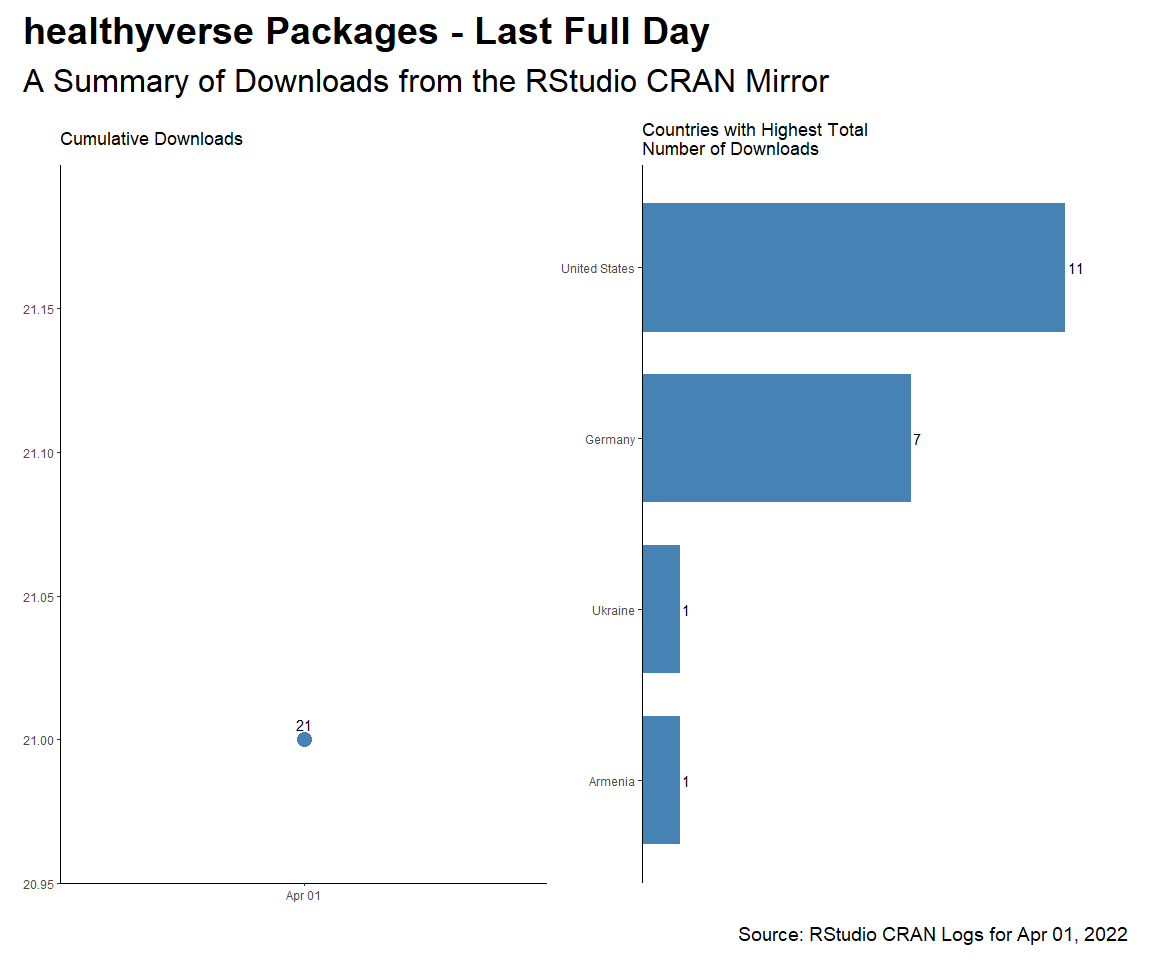 healthyverse Packages - Last Full Day
A Summary of Downloads from the RStudio CRAN Mirror
Cumulative Downloads
21.15
21.10
21.05
21.00
20.95
21
Apr 01
Countries with Highest Total
Number of Downloads
United States
11
Germany
7
Ukraine
1
Armenia
1
Source: RStudio CRAN Logs for Apr 01, 2022